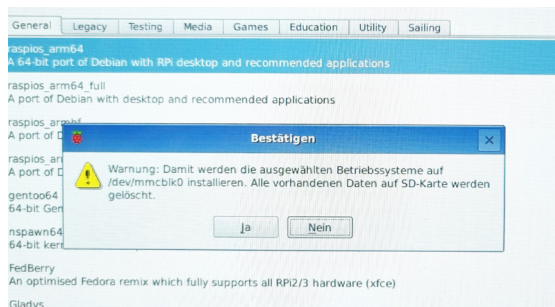 General Legacy Testing Media Games Education Utility Sailing
raspios_arm64
A 64-bit port of Debian with RPi desktop and recommended applications
raspios_arm64_full
A port of Debian with desktop and recommended applications
raspios_armhf
A port of D
raspios_ar
A port of D
Bestätigen
Warnung: Damit werden die ausgewählten Betriebssysteme auf
/dev/mmcblk0 installieren. Alle vorhandenen Daten auf SD-Karte werden
gelöscht.
Ja Nein
gentoo64
64-bit Gen
nspawn64
64-bit kern
FedBerry
An optimised Fedora remix which fully supports all RPi2/3 hardware (xfce)
Gladys